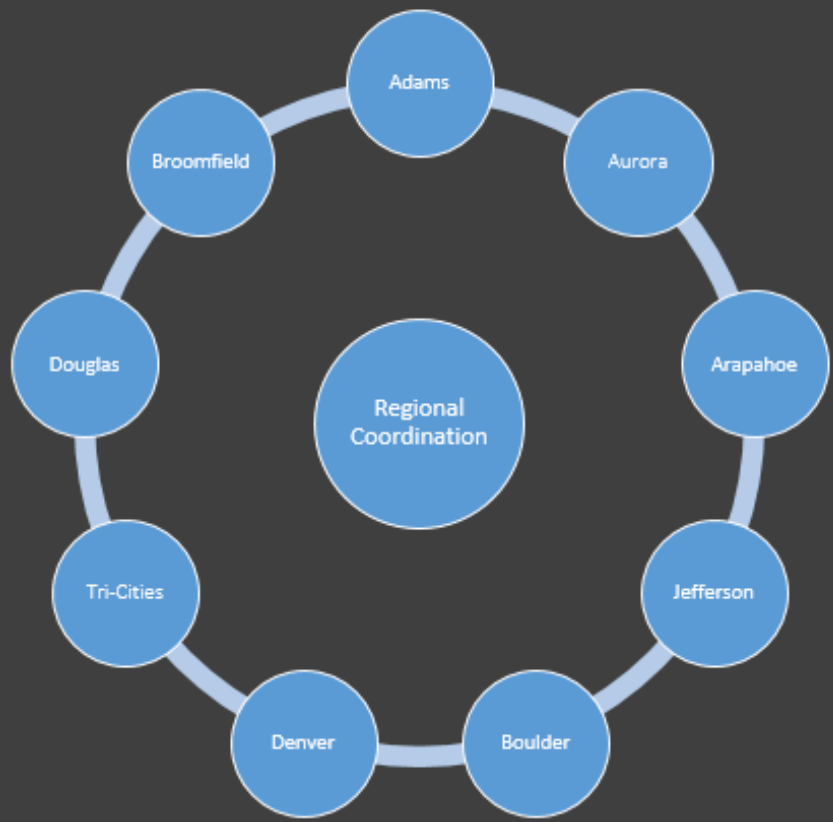 Adams
Aurora
Arapahoe
Jefferson
Boulder
Denver
Tri-Cities
Douglas
Broomfield
Regional
Coordination